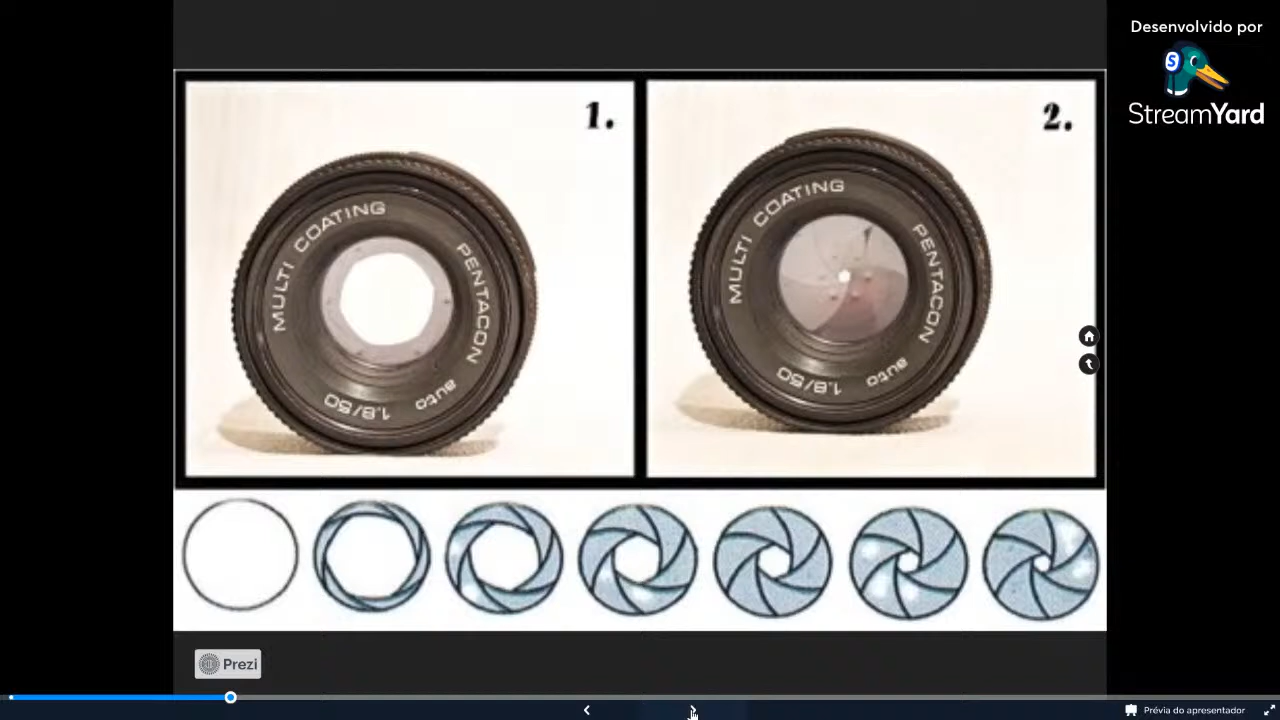 Desenvolvido por
StreamYard
1.
MULTI COATING
PENTACON
auto
1.8/50
2.
MULTI COATING
PENTACON
auto
1.8/50
Prezi
Prévia do apresentador